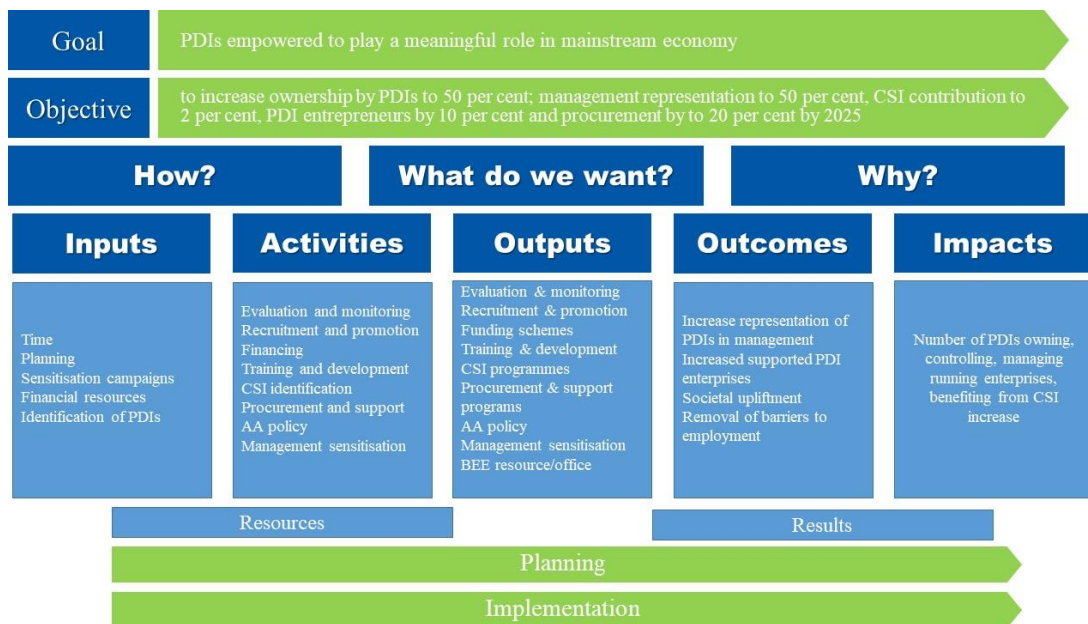 Goal
PDIs empowered to play a meaningful role in mainstream economy
Objective
to increase ownership by PDIs to 50 per cent; management representation to 50 per cent, CSI contribution to
2 per cent, PDI entrepreneurs by 10 per cent and procurement by to 20 per cent by 2025
How?
What do we want?
Why?
Inputs
Activities
Outputs
Outcomes
Impacts
Time
Planning
Sensitisation campaigns
Financial resources
Identification of PDIs
Evaluation and monitoring
Recruitment and promotion
Financing
Training and development
CSI identification
Procurement and support
AA policy
Management sensitisation
Evaluation & monitoring
Recruitment & promotion
Funding schemes
Training & development
CSI programmes
Procurement & support
programs
AA policy
Management sensitisation
BEE resource/office
Increase representation of
PDIs in management
Increased supported PDI
enterprises
Societal upliftment
Removal of barriers to
employment
Number of PDIs owning,
controlling, managing
running enterprises,
benefiting from CSI
increase
Resources
Results
Planning
Implementation